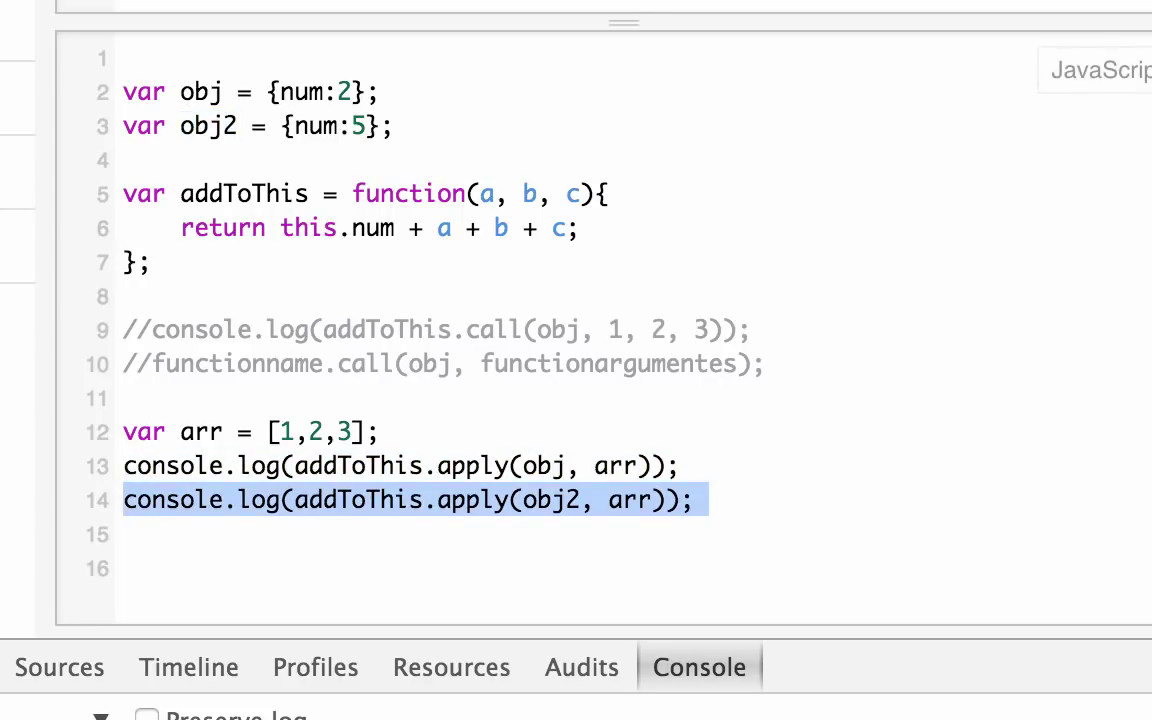 1
JavaScrip
2 var obj = {num:2};
3 var obj2 = {num:5};
4
5 var addToThis = function(a, b, c){
6 return this.num + a + b + c;
7 };
8
9 //console.log(addToThis.call(obj, 1, 2, 3));
10 //functionname.call(obj, functionargumentes);
11
12 var arr = [1,2,3];
13 console.log(addToThis.apply(obj, arr));
14 console.log(addToThis.apply(obj2, arr));
15
16
Sources Timeline Profiles Resources Audits Console
Preserve log